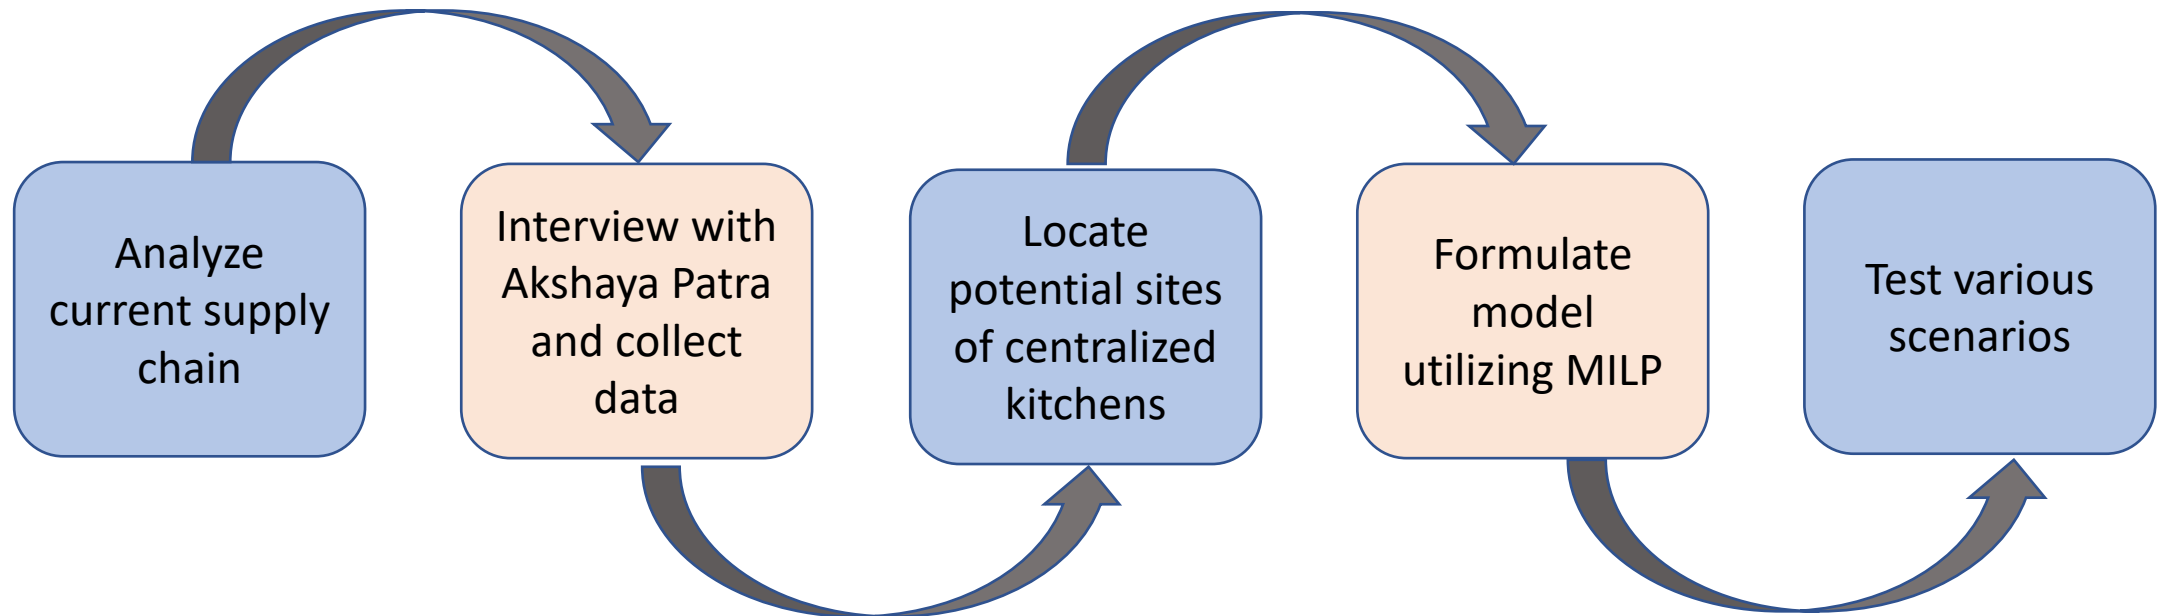 Analyze
current supply
chain
Interview with
Akshaya Patra
and collect
data
Locate
potential sites
of centralized
kitchens
Formulate
model
utilizing MILP
Test various
scenarios